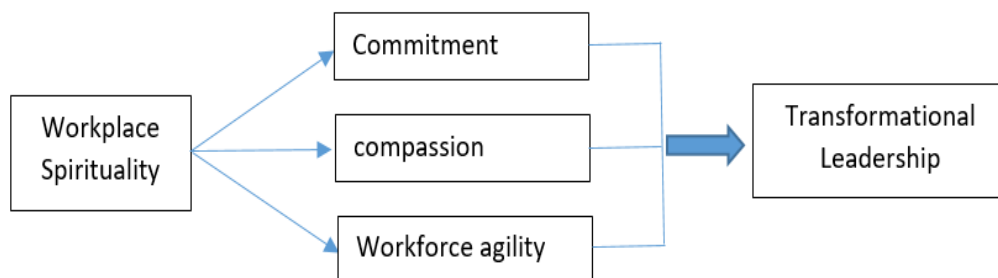 Workplace
Spirituality
Commitment
compassion
Workforce agility
Transformational
Leadership